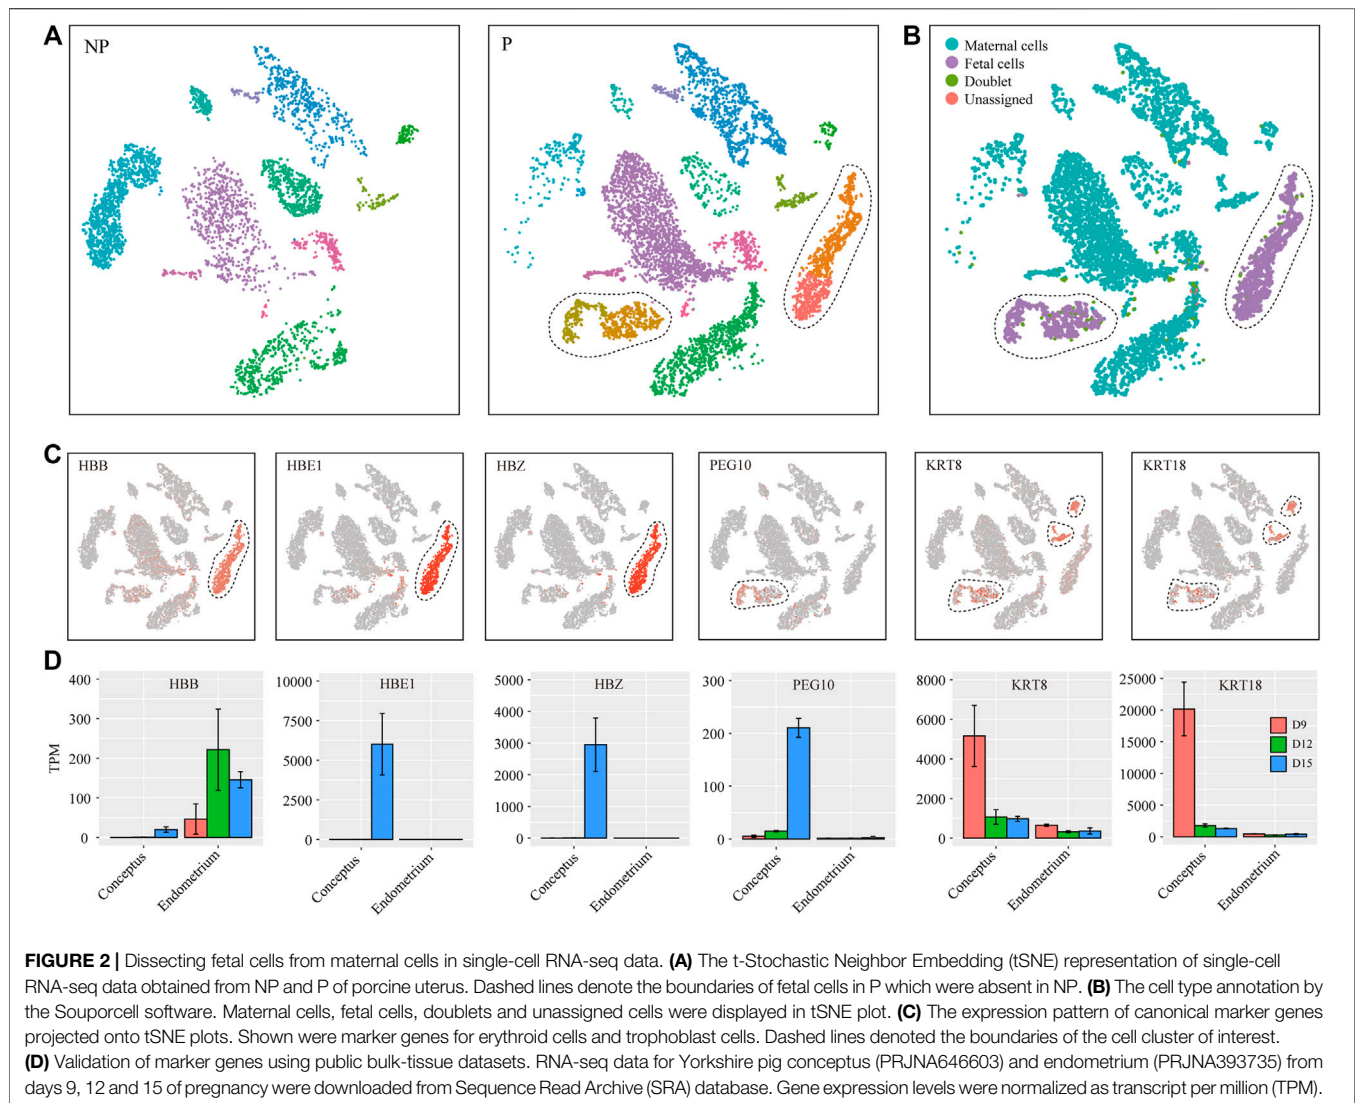 A
NP
P
B
Maternal cells
Fetal cells
Doublet
Unassigned
C
HBB
HBE1
HBZ
PEG10
KRT8
KRT18
D
TPM
HBB
400
300
200
100
0
Conceptus
Endometrium
HBE1
10000
7500
5000
2500
0
Conceptus
Endometrium
HBZ
5000
4000
3000
2000
1000
0
Conceptus
Endometrium
PEG10
300
200
100
0
Conceptus
Endometrium
KRT8
8000
6000
4000
2000
0
Conceptus
Endometrium
KRT18
25000
20000
15000
10000
5000
0
Conceptus
Endometrium
D9
D12
D15
FIGURE 2 | Dissecting fetal cells from maternal cells in single-cell RNA-seq data. (A) The t-Stochastic Neighbor Embedding (tSNE) representation of single-cell
RNA-seq data obtained from NP and P of porcine uterus. Dashed lines denote the boundaries of fetal cells in P which were absent in NP. (B) The cell type annotation by
the Souporcell software. Maternal cells, fetal cells, doublets and unassigned cells were displayed in tSNE plot. (C) The expression pattern of canonical marker genes
projected onto tSNE plots. Shown were marker genes for erythroid cells and trophoblast cells. Dashed lines denoted the boundaries of the cell cluster of interest.
(D) Validation of marker genes using public bulk-tissue datasets. RNA-seq data for Yorkshire pig conceptus (PRJNA646603) and endometrium (PRJNA393735) from
days 9, 12 and 15 of pregnancy were downloaded from Sequence Read Archive (SRA) database. Gene expression levels were normalized as transcript per million (TPM).